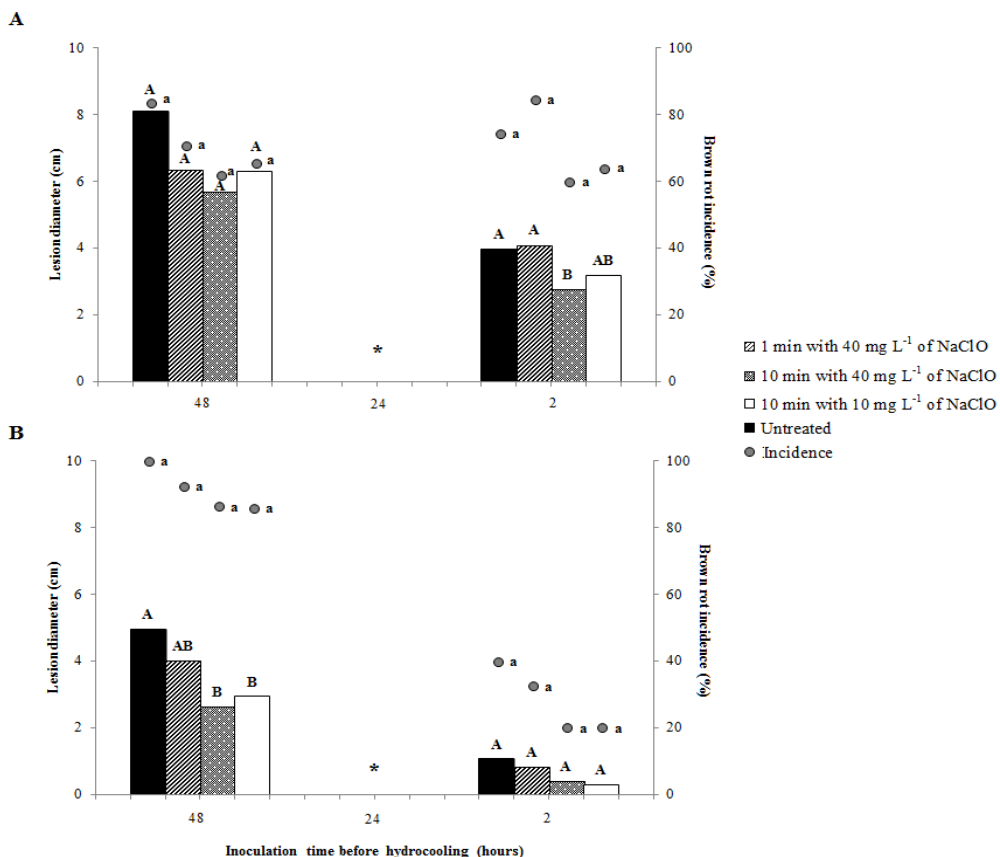 A
10
8
6
4
2
0
Lesion diameter (cm)
A a
a
A
a
A
A
a
48
*
24
a
a
a
a
A
A
B
AB
2
100
80
60
40
20
0
Brown rot incidence (%)
1 min with 40 mg L-1 of NaClO
10 min with 40 mg L-1 of NaClO
10 min with 10 mg L-1 of NaClO
Untreated
Incidence
B
10
8
6
4
2
0
Lesion diameter (cm)
a
a
a
a
A
AB
B
B
48
*
24
a
a
a
a
A
A
A
A
2
100
80
60
40
20
0
Brown rot incidence (%)
Inoculation time before hydrocooling (hours)